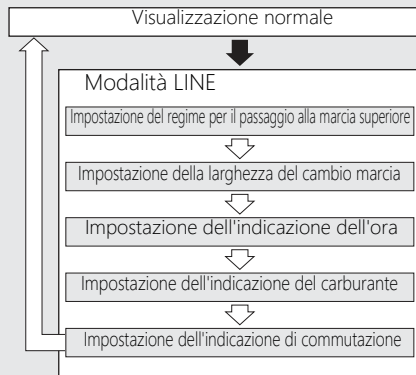 Visualizzazione normale
Modalità LINE
Impostazione del regime per il passaggio alla marcia superiore
Impostazione della larghezza del cambio marcia
Impostazione dell'indicazione dell'ora
Impostazione dell'indicazione del carburante
Impostazione dell'indicazione di commutazione